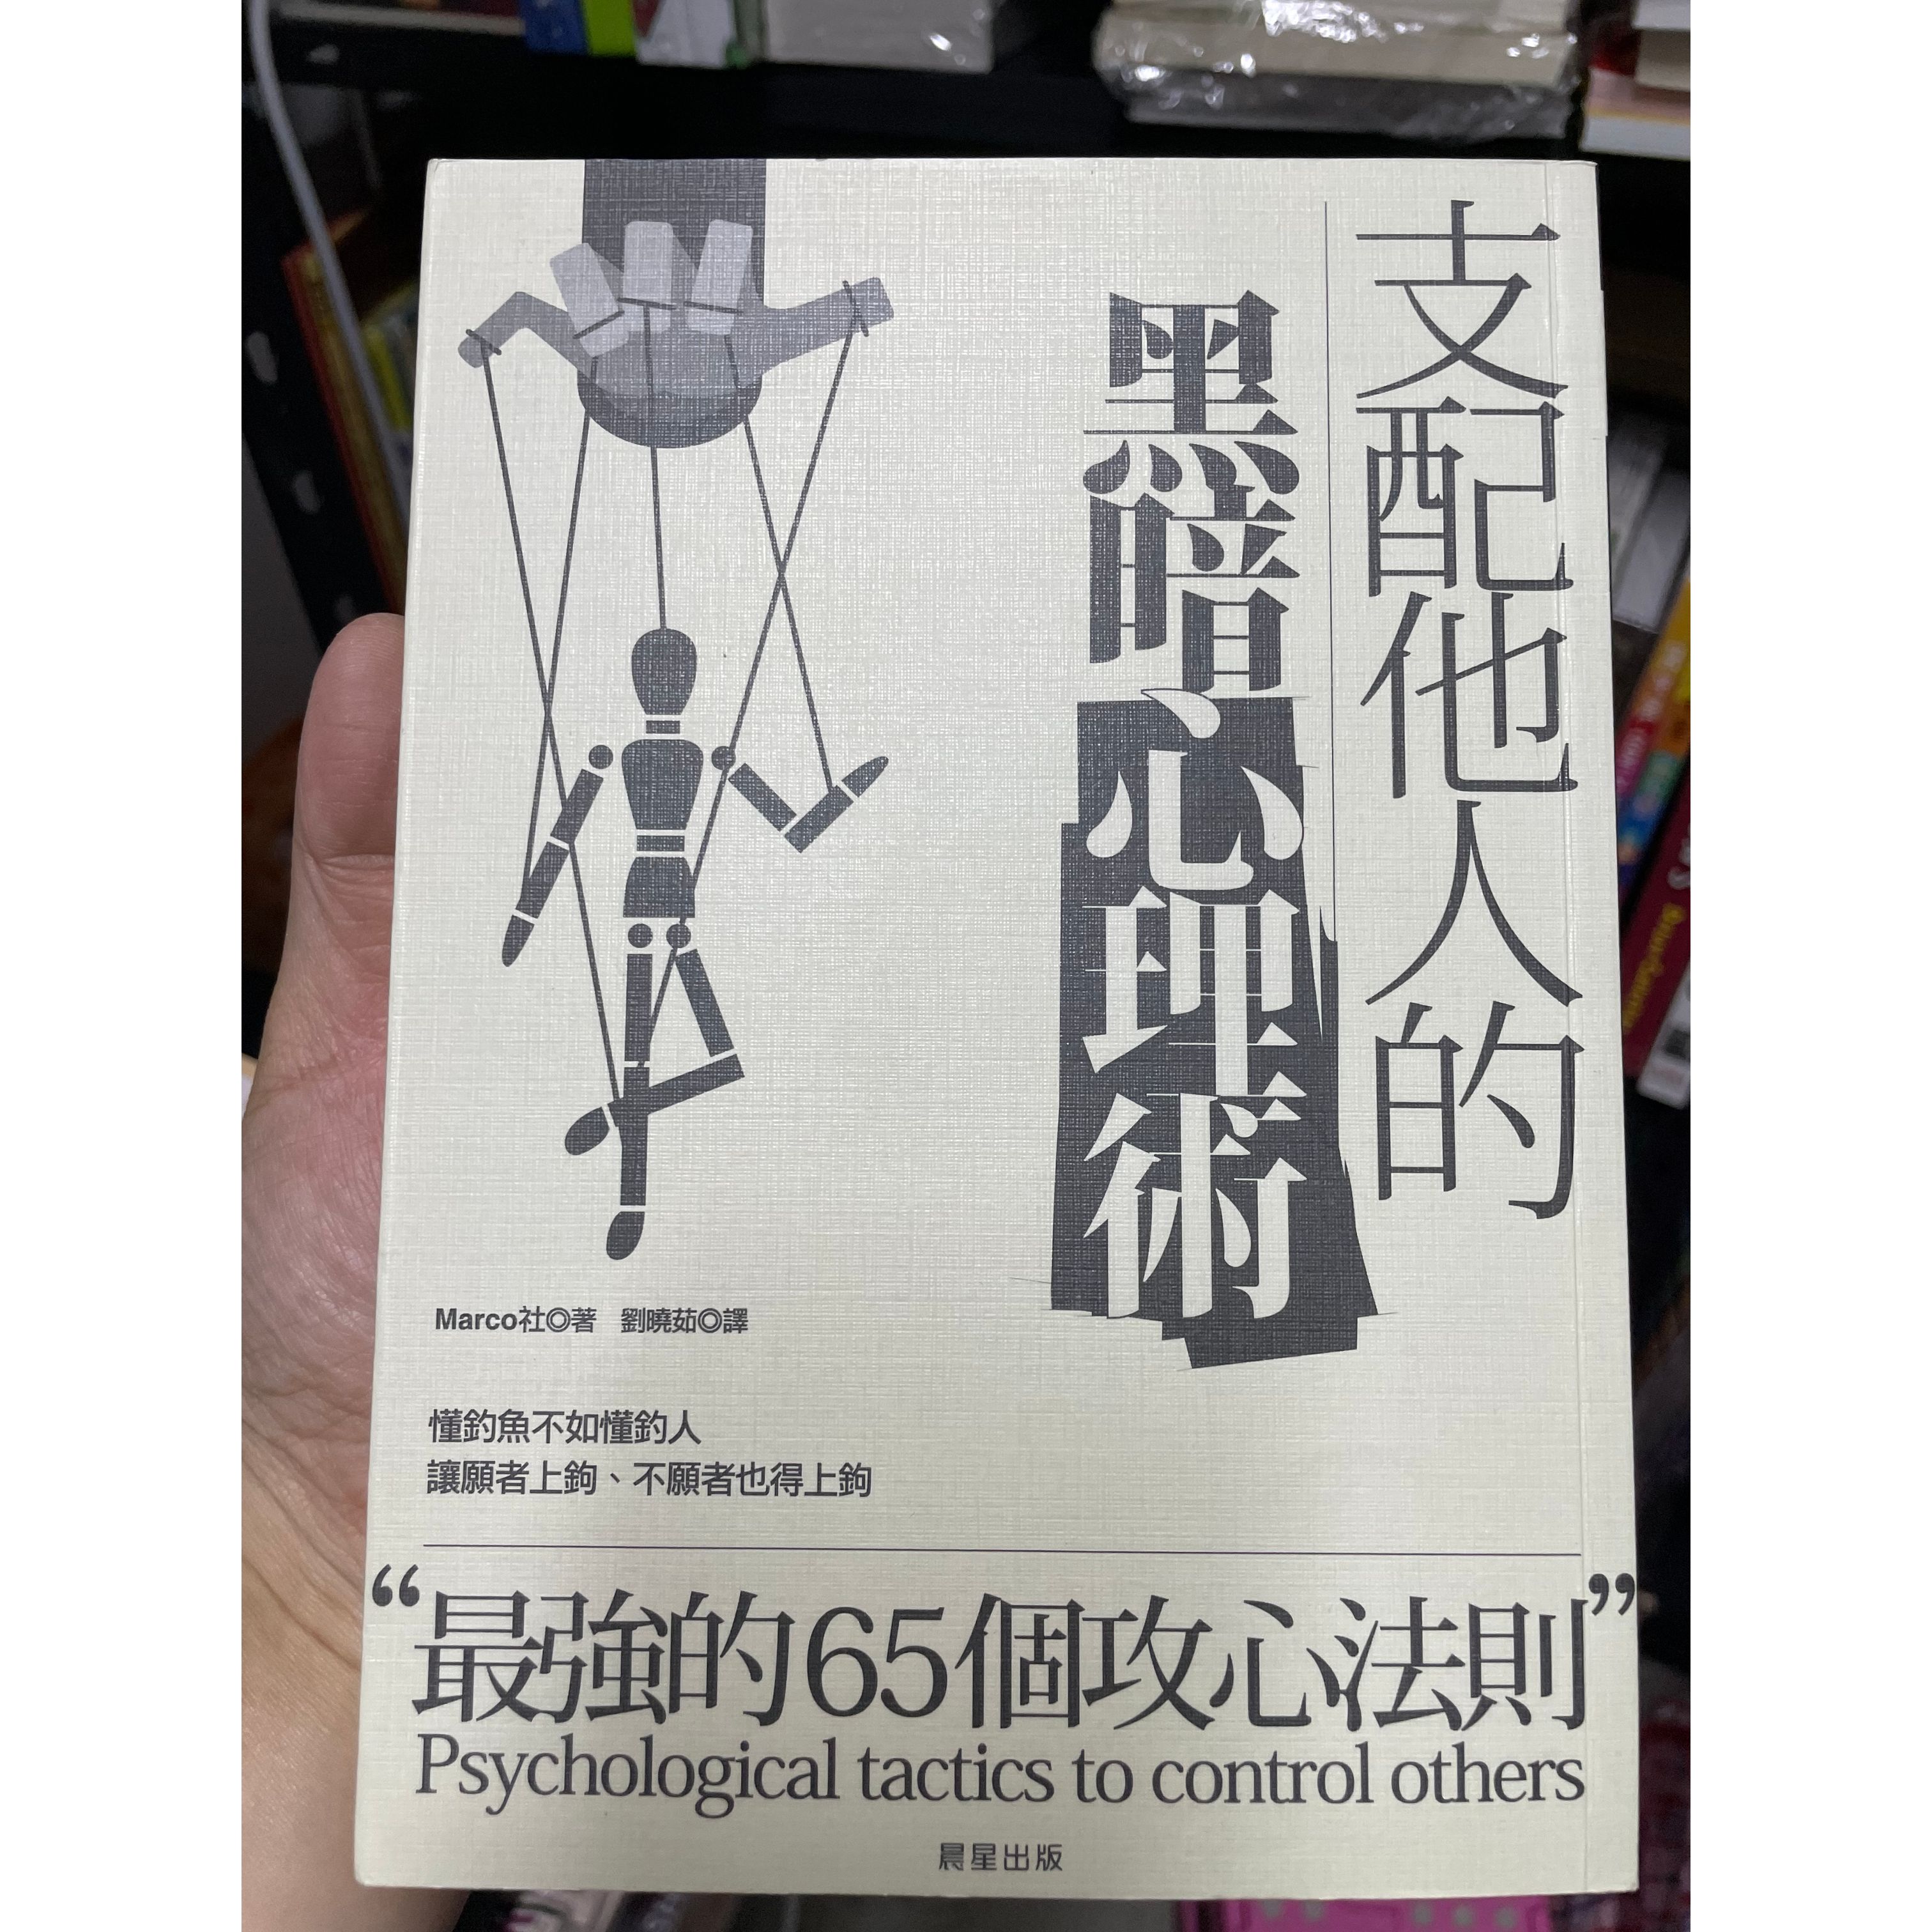 支配他人的
黑暗心理術
Marco社◎著　劉曉茹◎譯
懂釣魚不如懂釣人
讓願者上鉤、不願者也得上鉤
“最強的65個攻心法則”
Psychological tactics to control others
晨星出版